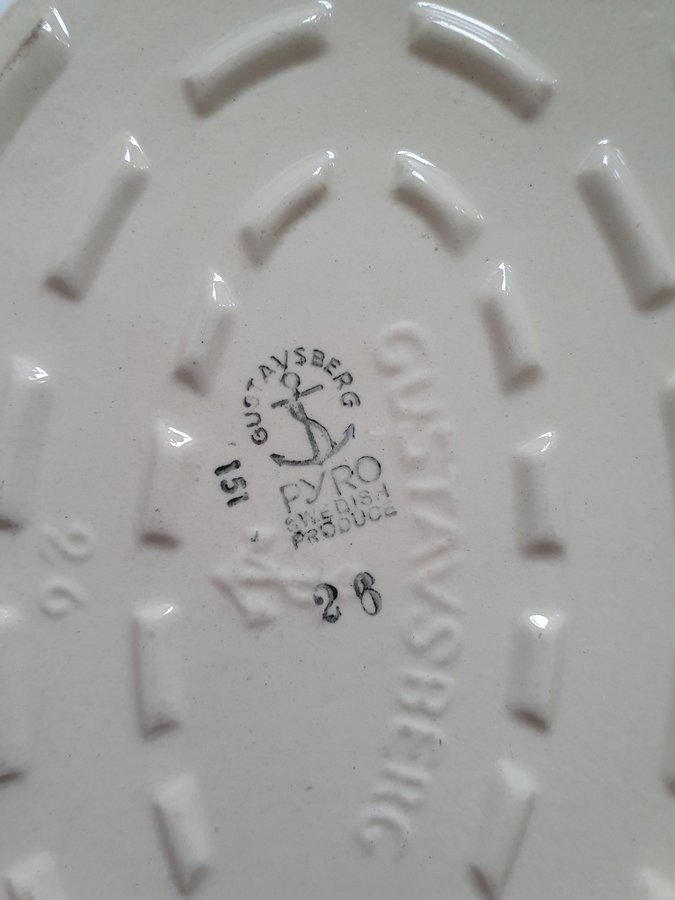 GUSTAVSBERG
PYRO
SWEDISH
PRODUCE
151
26
GUSTAVSBERG
26